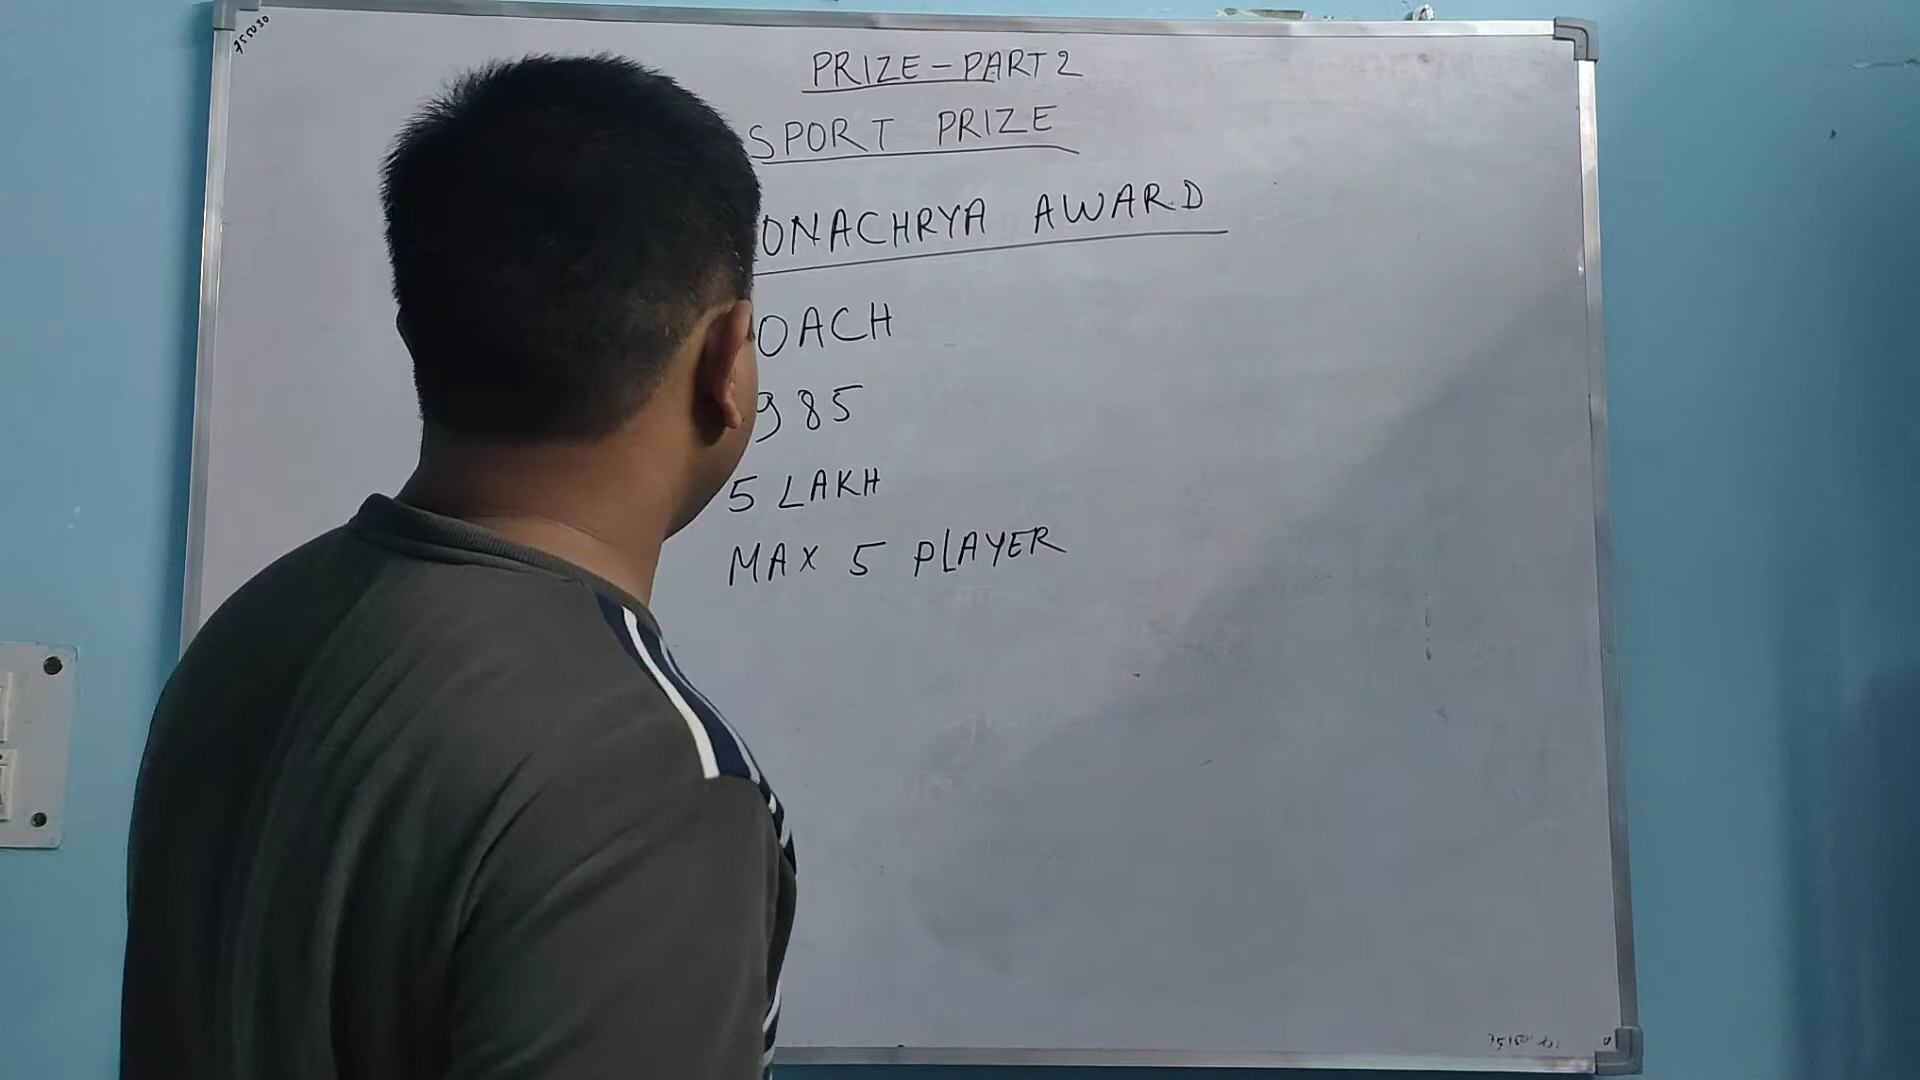 PRIZE-PART 2
SPORT PRIZE
ONACHRYA AWARD
OACH
985
5 LAKH
MAX 5 PLAYER